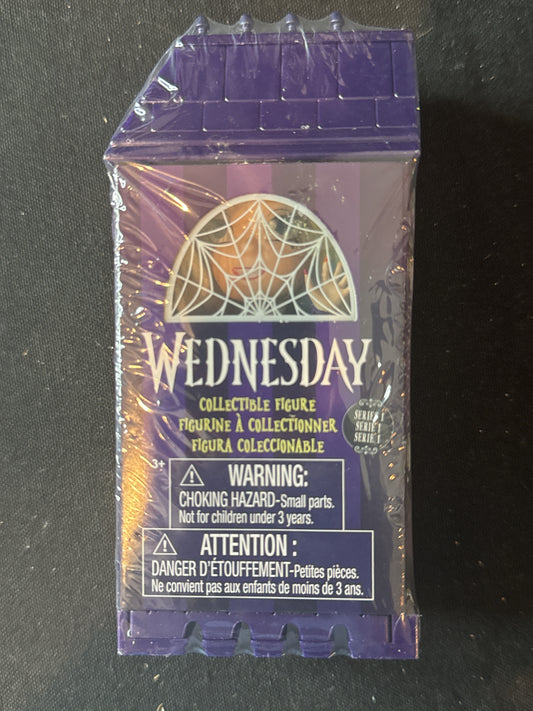 WEDNESDAY
COLLECTIBLE FIGURE
FIGURINE À COLLECTIONNER
FIGURA COLECCIONABLE
SERIES 1
SÉRIE 1
SERIE 1
3+
WARNING:
CHOKING HAZARD-Small parts.
Not for children under 3 years.
ATTENTION :
DANGER D'ÉTOUFFEMENT-Petites pièces.
Ne convient pas aux enfants de moins de 3 ans.